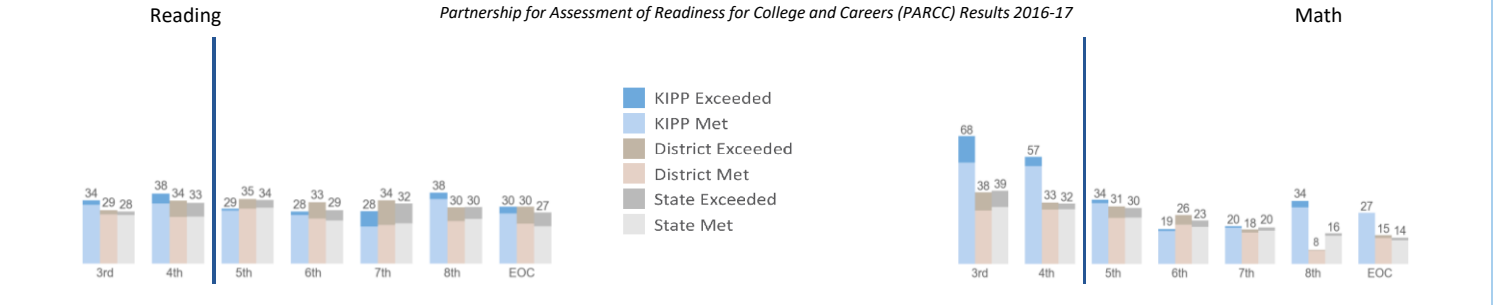 Reading
Partnership for Assessment of Readiness for College and Careers (PARCC) Results 2016-17
Math
KIPP Exceeded
KIPP Met
District Exceeded
District Met
State Exceeded
State Met
34 29 28
38 34 33
29 35 34
28 33 29
28 34 32
38 30 30
30 30 27
3rd 4th 5th 6th 7th 8th EOC
68 38 39
57 33 32
34 31 30
19 26 23
20 18 20
34 8 16
27 15 14
3rd 4th 5th 6th 7th 8th EOC